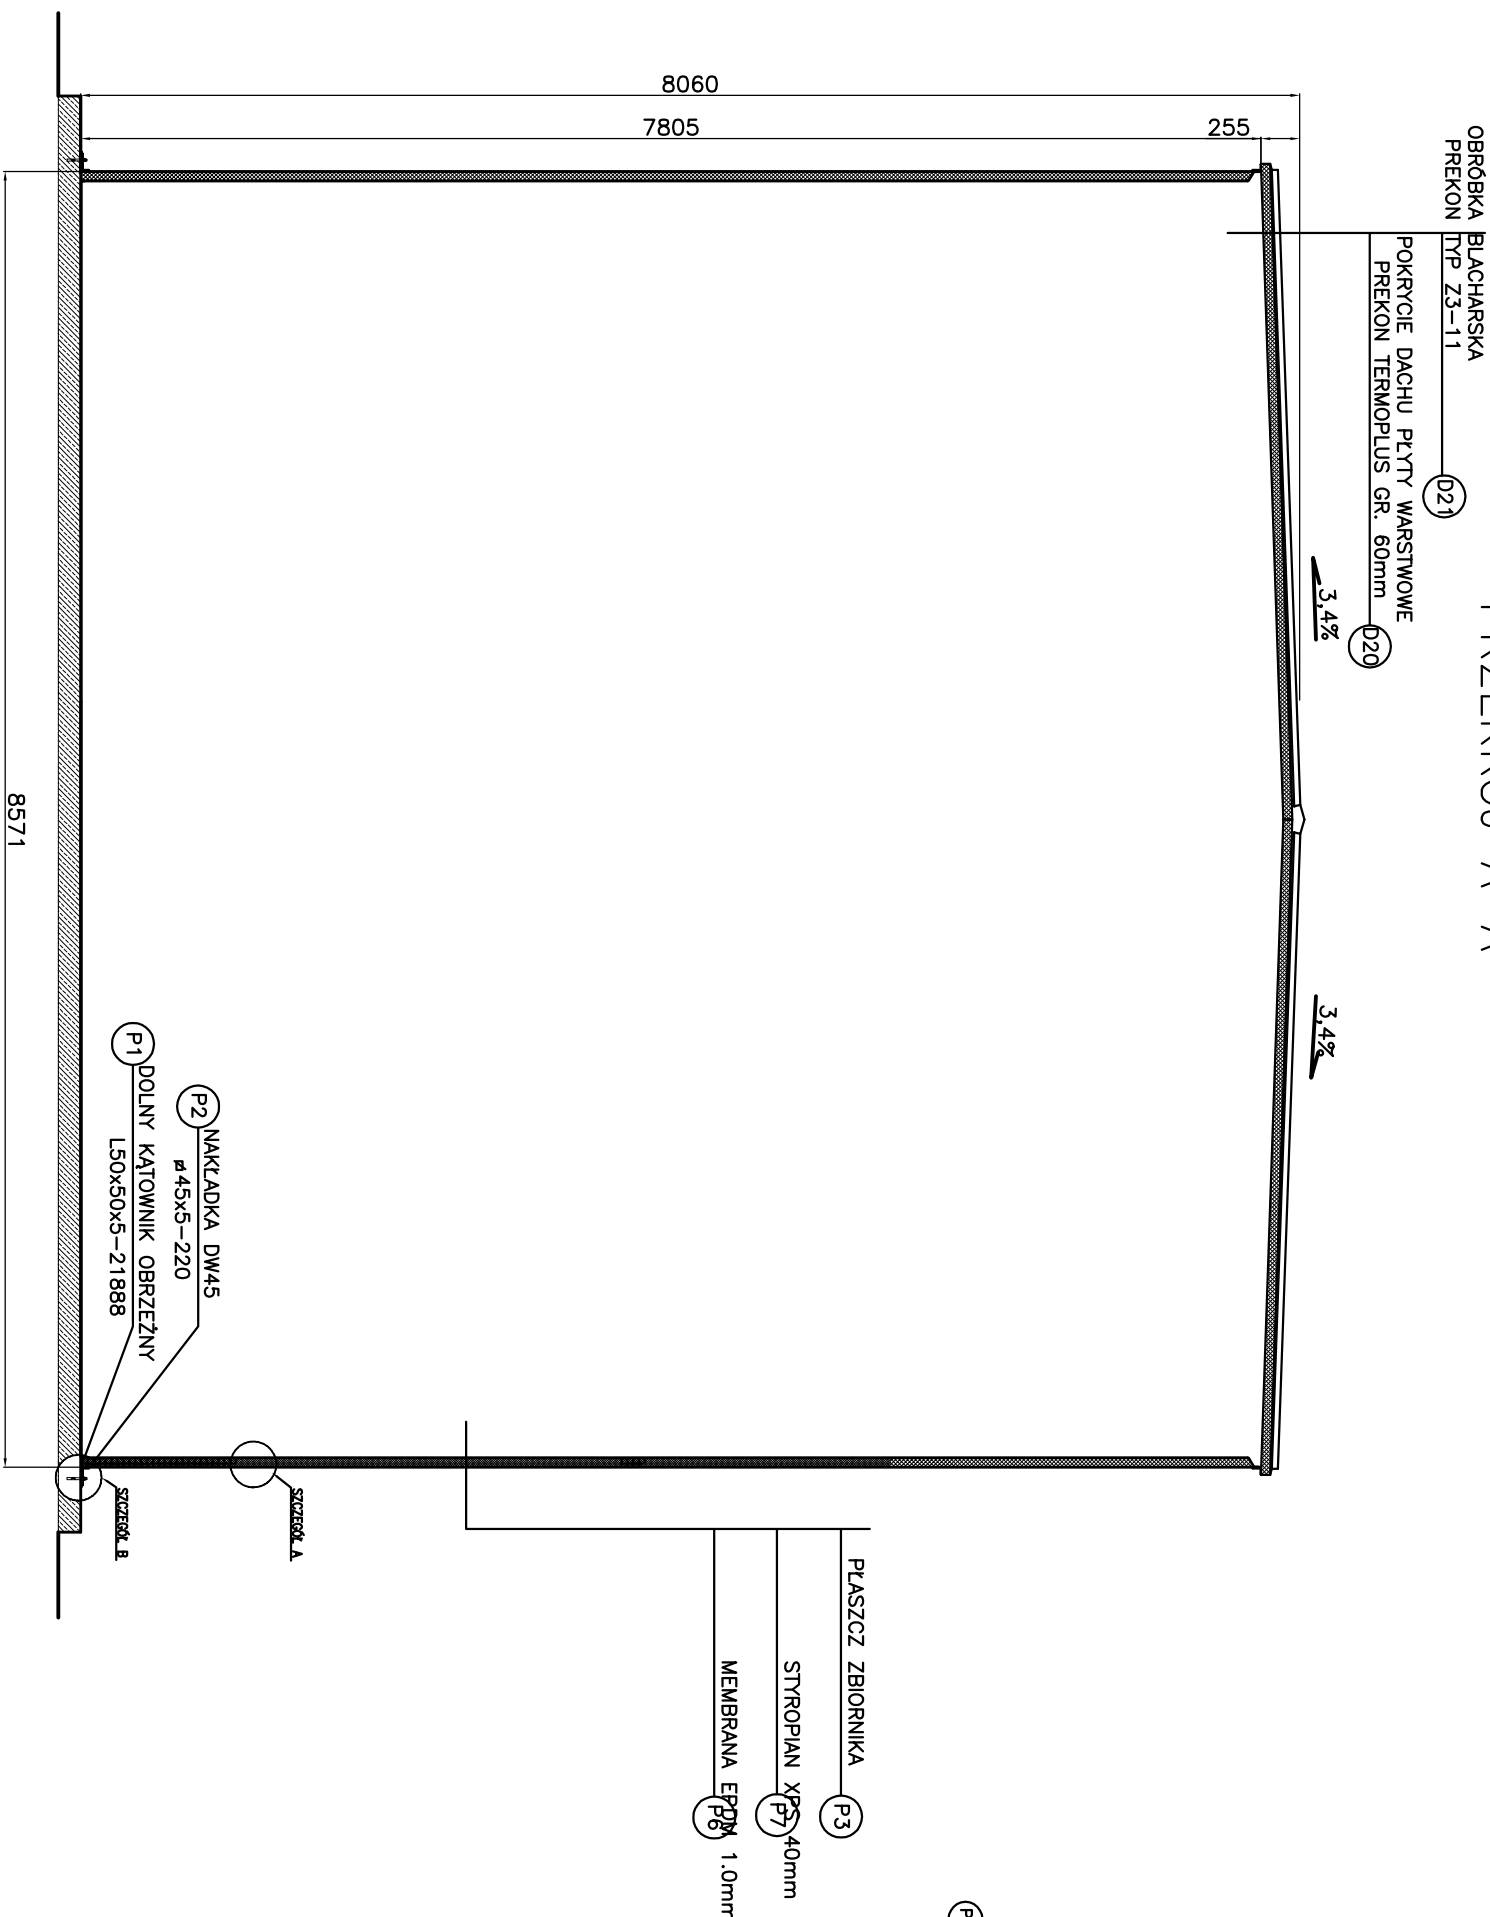 OBRÓBKA BLACHARSKA
PREKON TYP Z3-11
D21
POKRYCIE DACHU PŁYTY WARSTWOWE
PREKON TERMOPLUS GR. 60mm
D20
3,4%
3,4%
255
7805
8060
8571
PŁASZCZ ZBIORNIKA
P3
STYROPIAN XPS 40mm
P7
MEMBRANA EPDM 1.0mm
P6
SZCZEGÓŁ A
SZCZEGÓŁ B
P2
NAKŁADKA DW45
45x5-220
P1
DOLNY KĄTOWNIK OBRZEŻNY
L50x50x5-21888